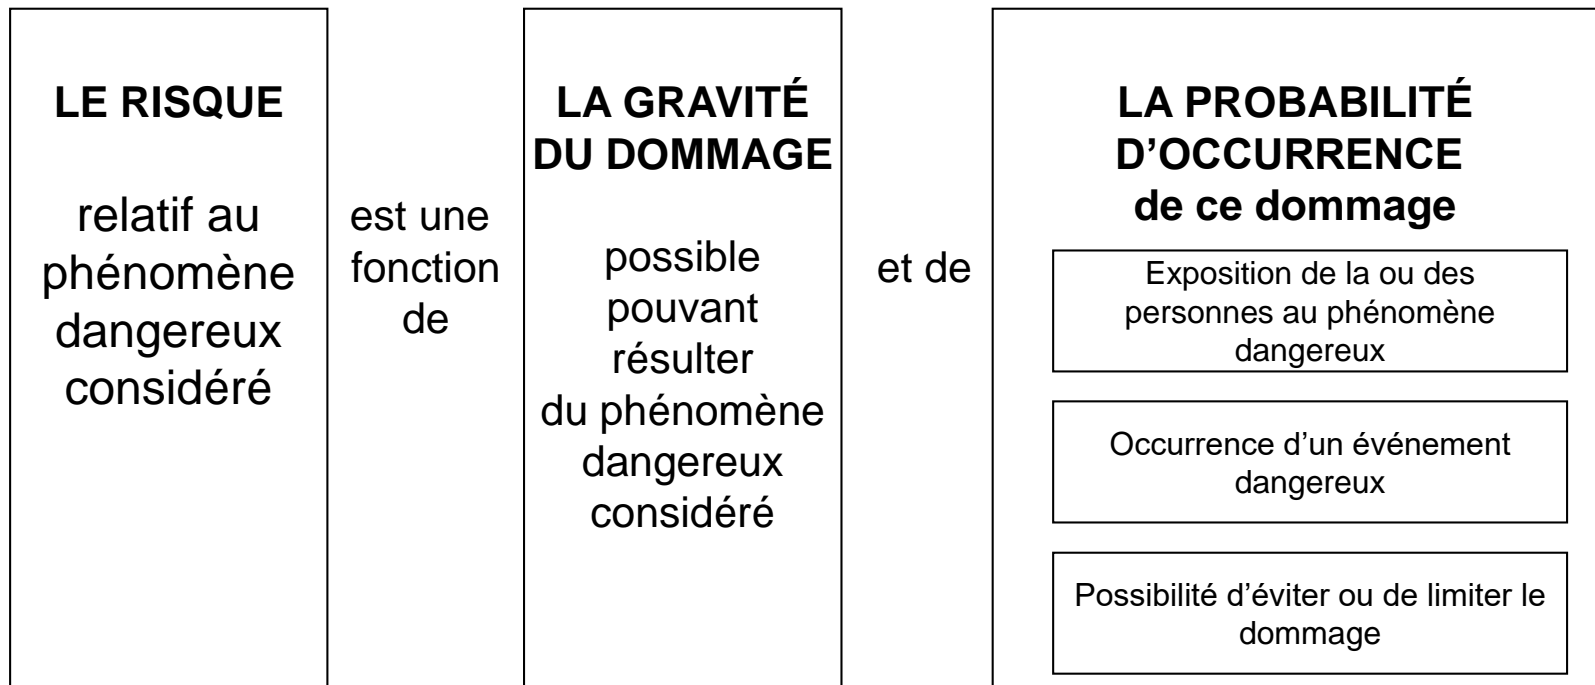 LE RISQUE
relatif au
phénomène
dangereux
considéré
est une
fonction
de
LA GRAVITÉ
DU DOMMAGE
possible
pouvant
résulter
du phénomène
dangereux
considéré
et de
LA PROBABILITÉ
D’OCCURRENCE
de ce dommage
Exposition de la ou des
personnes au phénomène
dangereux
Occurrence d’un événement
dangereux
Possibilité d’éviter ou de limiter le
dommage